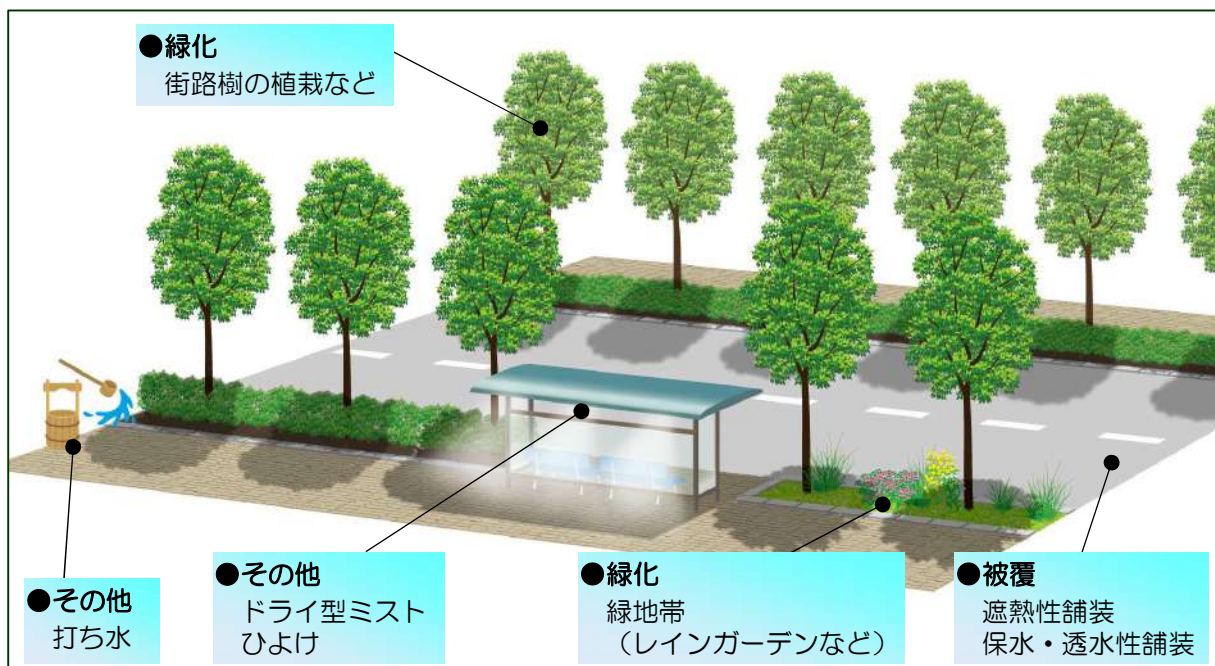 ●緑化
街路樹の植栽など
●その他
打ち水
●その他
ドライ型ミスト
ひよけ
●緑化
緑地帯
（レインガーデンなど）
●被覆
遮熱性舗装
保水・透水性舗装